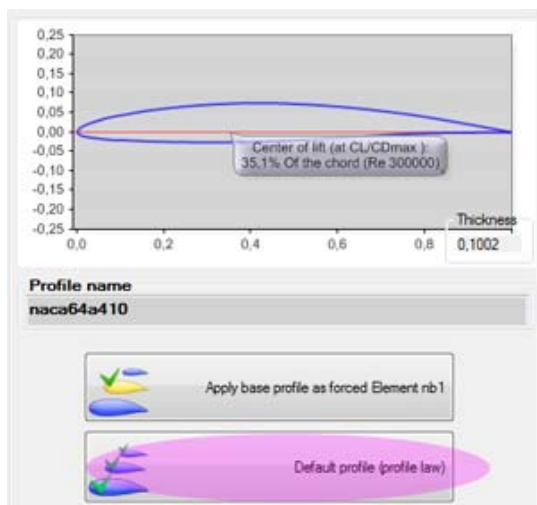 0,25
0,20
0,15
0,10
0,05
0,00
-0,05
-0,10
-0,15
-0,20
-0,25
Center of lift (at CL/CDmax ):
35,1% Of the chord (Re 300000)
0,0 0,2 0,4 0,6 0,8
Thickness
0,1002
Profile name
naca64a410
Apply base profile as forced Element nb1
Default profile (profile law)